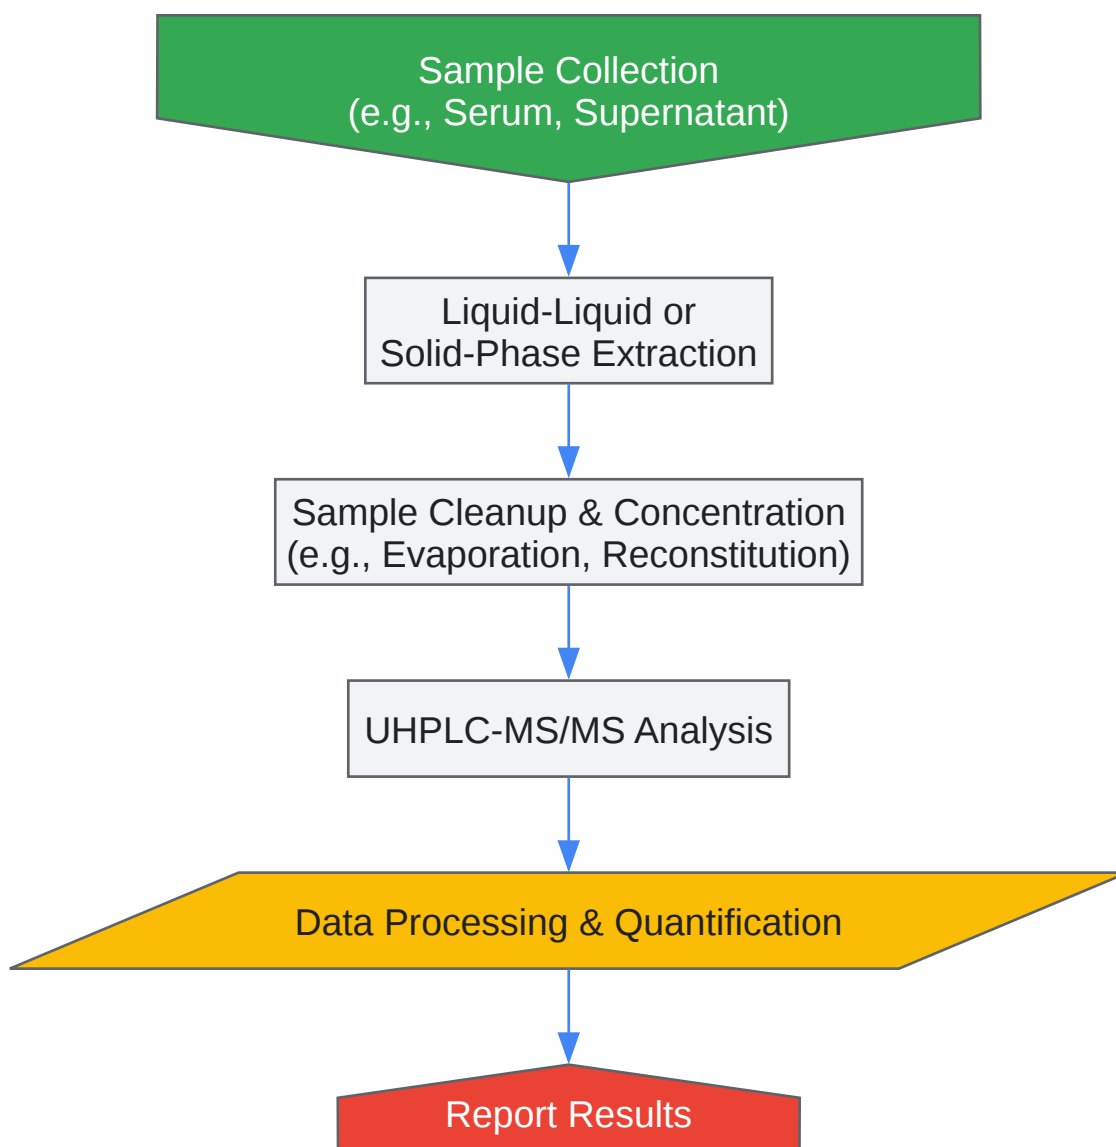 Sample Collection
(e.g., Serum, Supernatant)
Liquid-Liquid or
Solid-Phase Extraction
Sample Cleanup & Concentration
(e.g., Evaporation, Reconstitution)
UHPLC-MS/MS Analysis
Data Processing & Quantification
Report Results